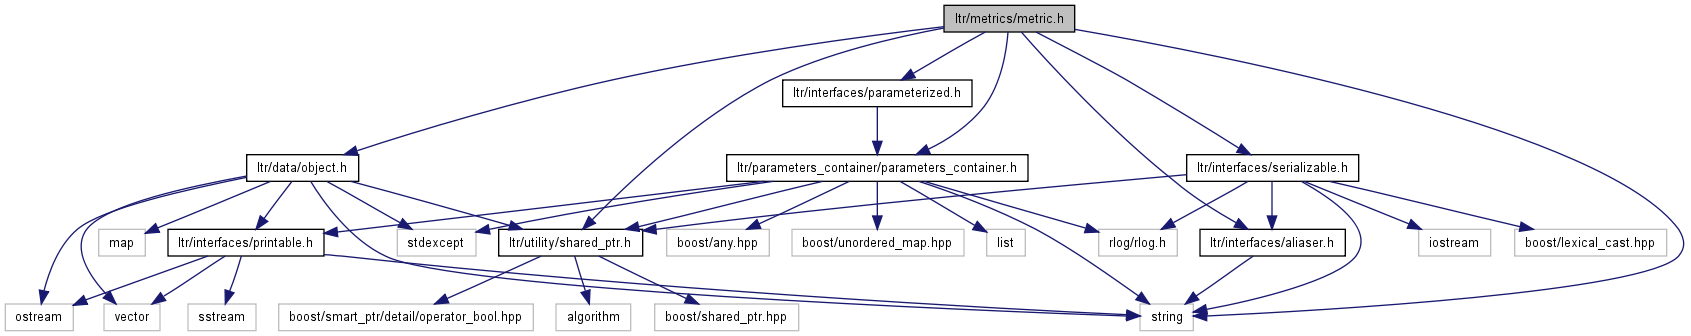 ltr/metrics/metric.h
ltr/interfaces/parameterized.h
ltr/data/object.h
ltr/parameters_container/parameters_container.h
ltr/interfaces/serializable.h
map
ltr/interfaces/printable.h
stdexcept
ltr/utility/shared_ptr.h
boost/any.hpp
boost/unordered_map.hpp
list
rlog/rlog.h
ltr/interfaces/aliaser.h
iostream
boost/lexical_cast.hpp
ostream
vector
sstream
boost/smart_ptr/detail/operator_bool.hpp
algorithm
boost/shared_ptr.hpp
string